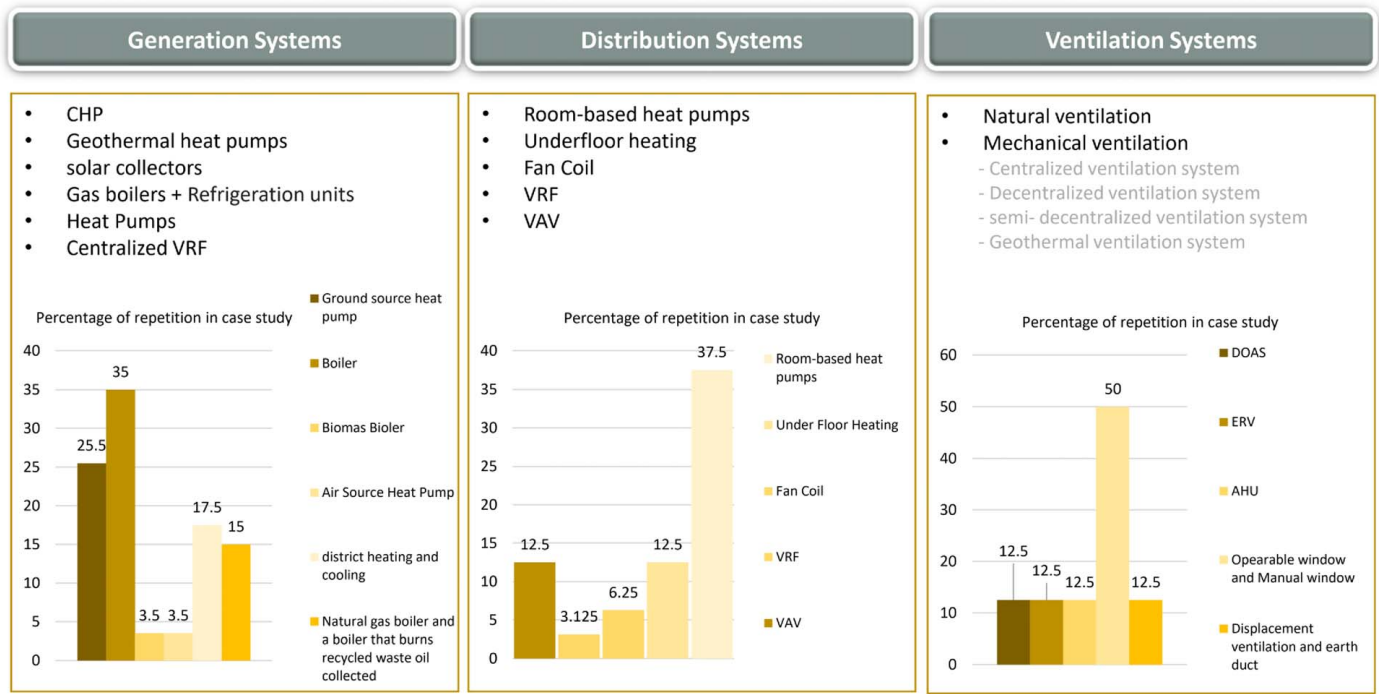 Generation Systems
• CHP
• Geothermal heat pumps
• solar collectors
• Gas boilers + Refrigeration units
• Heat Pumps
• Centralized VRF
Percentage of repetition in case study
40
35
30
25
20
15
10
5
0
25.5
35
3.5
3.5
17.5
15
Ground source heat
pump
Boiler
Biomas Bioler
Air Source Heat Pump
district heating and
cooling
Natural gas boiler and
a boiler that burns
recycled waste oil
collected
Distribution Systems
• Room-based heat pumps
• Underfloor heating
• Fan Coil
• VRF
• VAV
Percentage of repetition in case study
40
35
30
25
20
15
10
5
0
12.5
3.125
6.25
12.5
37.5
Room-based heat
pumps
Under Floor Heating
Fan Coil
VRF
VAV
Ventilation Systems
• Natural ventilation
• Mechanical ventilation
- Centralized ventilation system
- Decentralized ventilation system
- semi- decentralized ventilation system
- Geothermal ventilation system
Percentage of repetition in case study
60
50
40
30
20
10
0
12.5
12.5
12.5
50
12.5
DOAS
ERV
AHU
Opearable window
and Manual window
Displacement
ventilation and earth
duct